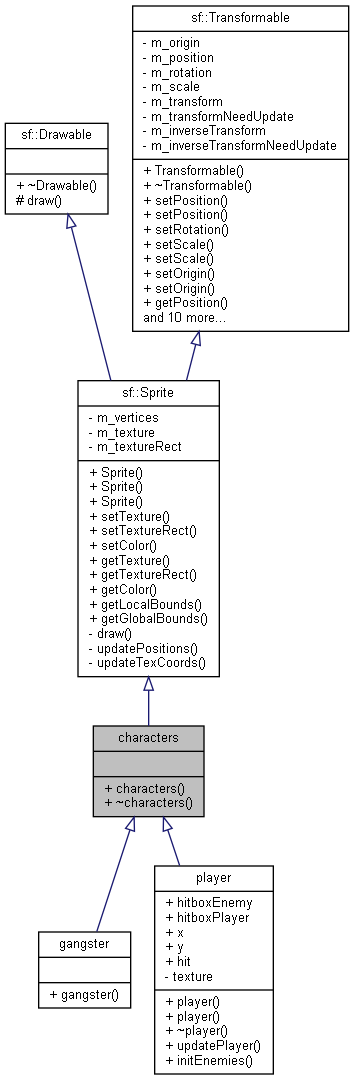 sf::Transformable
- m_origin
- m_position
- m_rotation
- m_scale
- m_transform
- m_transformNeedUpdate
- m_inverseTransform
- m_inverseTransformNeedUpdate
+ Transformable()
+ ~Transformable()
+ setPosition()
+ setPosition()
+ setRotation()
+ setScale()
+ setScale()
+ setOrigin()
+ setOrigin()
+ getPosition()
and 10 more...
sf::Drawable
+ ~Drawable()
# draw()
sf::Sprite
- m_vertices
- m_texture
- m_textureRect
+ Sprite()
+ Sprite()
+ Sprite()
+ setTexture()
+ setTextureRect()
+ setColor()
+ getTexture()
+ getTextureRect()
+ getColor()
+ getLocalBounds()
+ getGlobalBounds()
- draw()
- updatePositions()
- updateTexCoords()
characters
+ characters()
+ ~characters()
gangster
+ gangster()
player
+ hitboxEnemy
+ hitboxPlayer
+ x
+ y
+ hit
- texture
+ player()
+ player()
+ ~player()
+ updatePlayer()
+ initEnemies()